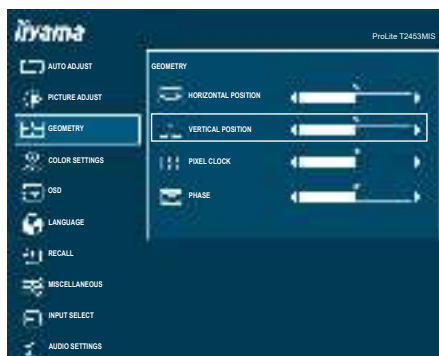 iiyama
ProLite T2453MIS
AUTO ADJUST
PICTURE ADJUST
GEOMETRY
COLOR SETTINGS
OSD
LANGUAGE
RECALL
MISCELLANEOUS
INPUT SELECT
AUDIO SETTINGS
GEOMETRY
HORIZONTAL POSITION
VERTICAL POSITION
PIXEL CLOCK
PHASE